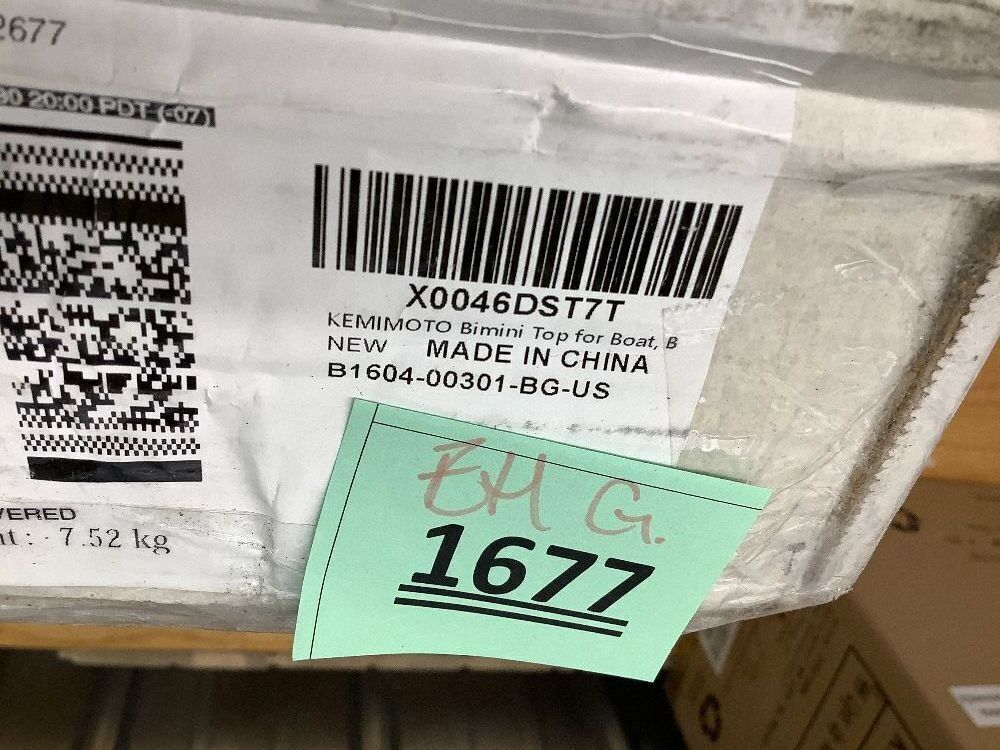 2677
20:00 PDT (-07)
X0046DST7T
KEMIMOTO Bimini Top for Boat, B
NEW MADE IN CHINA
B1604-00301-BG-US
VERED
7.52 kg
EH G.
1677